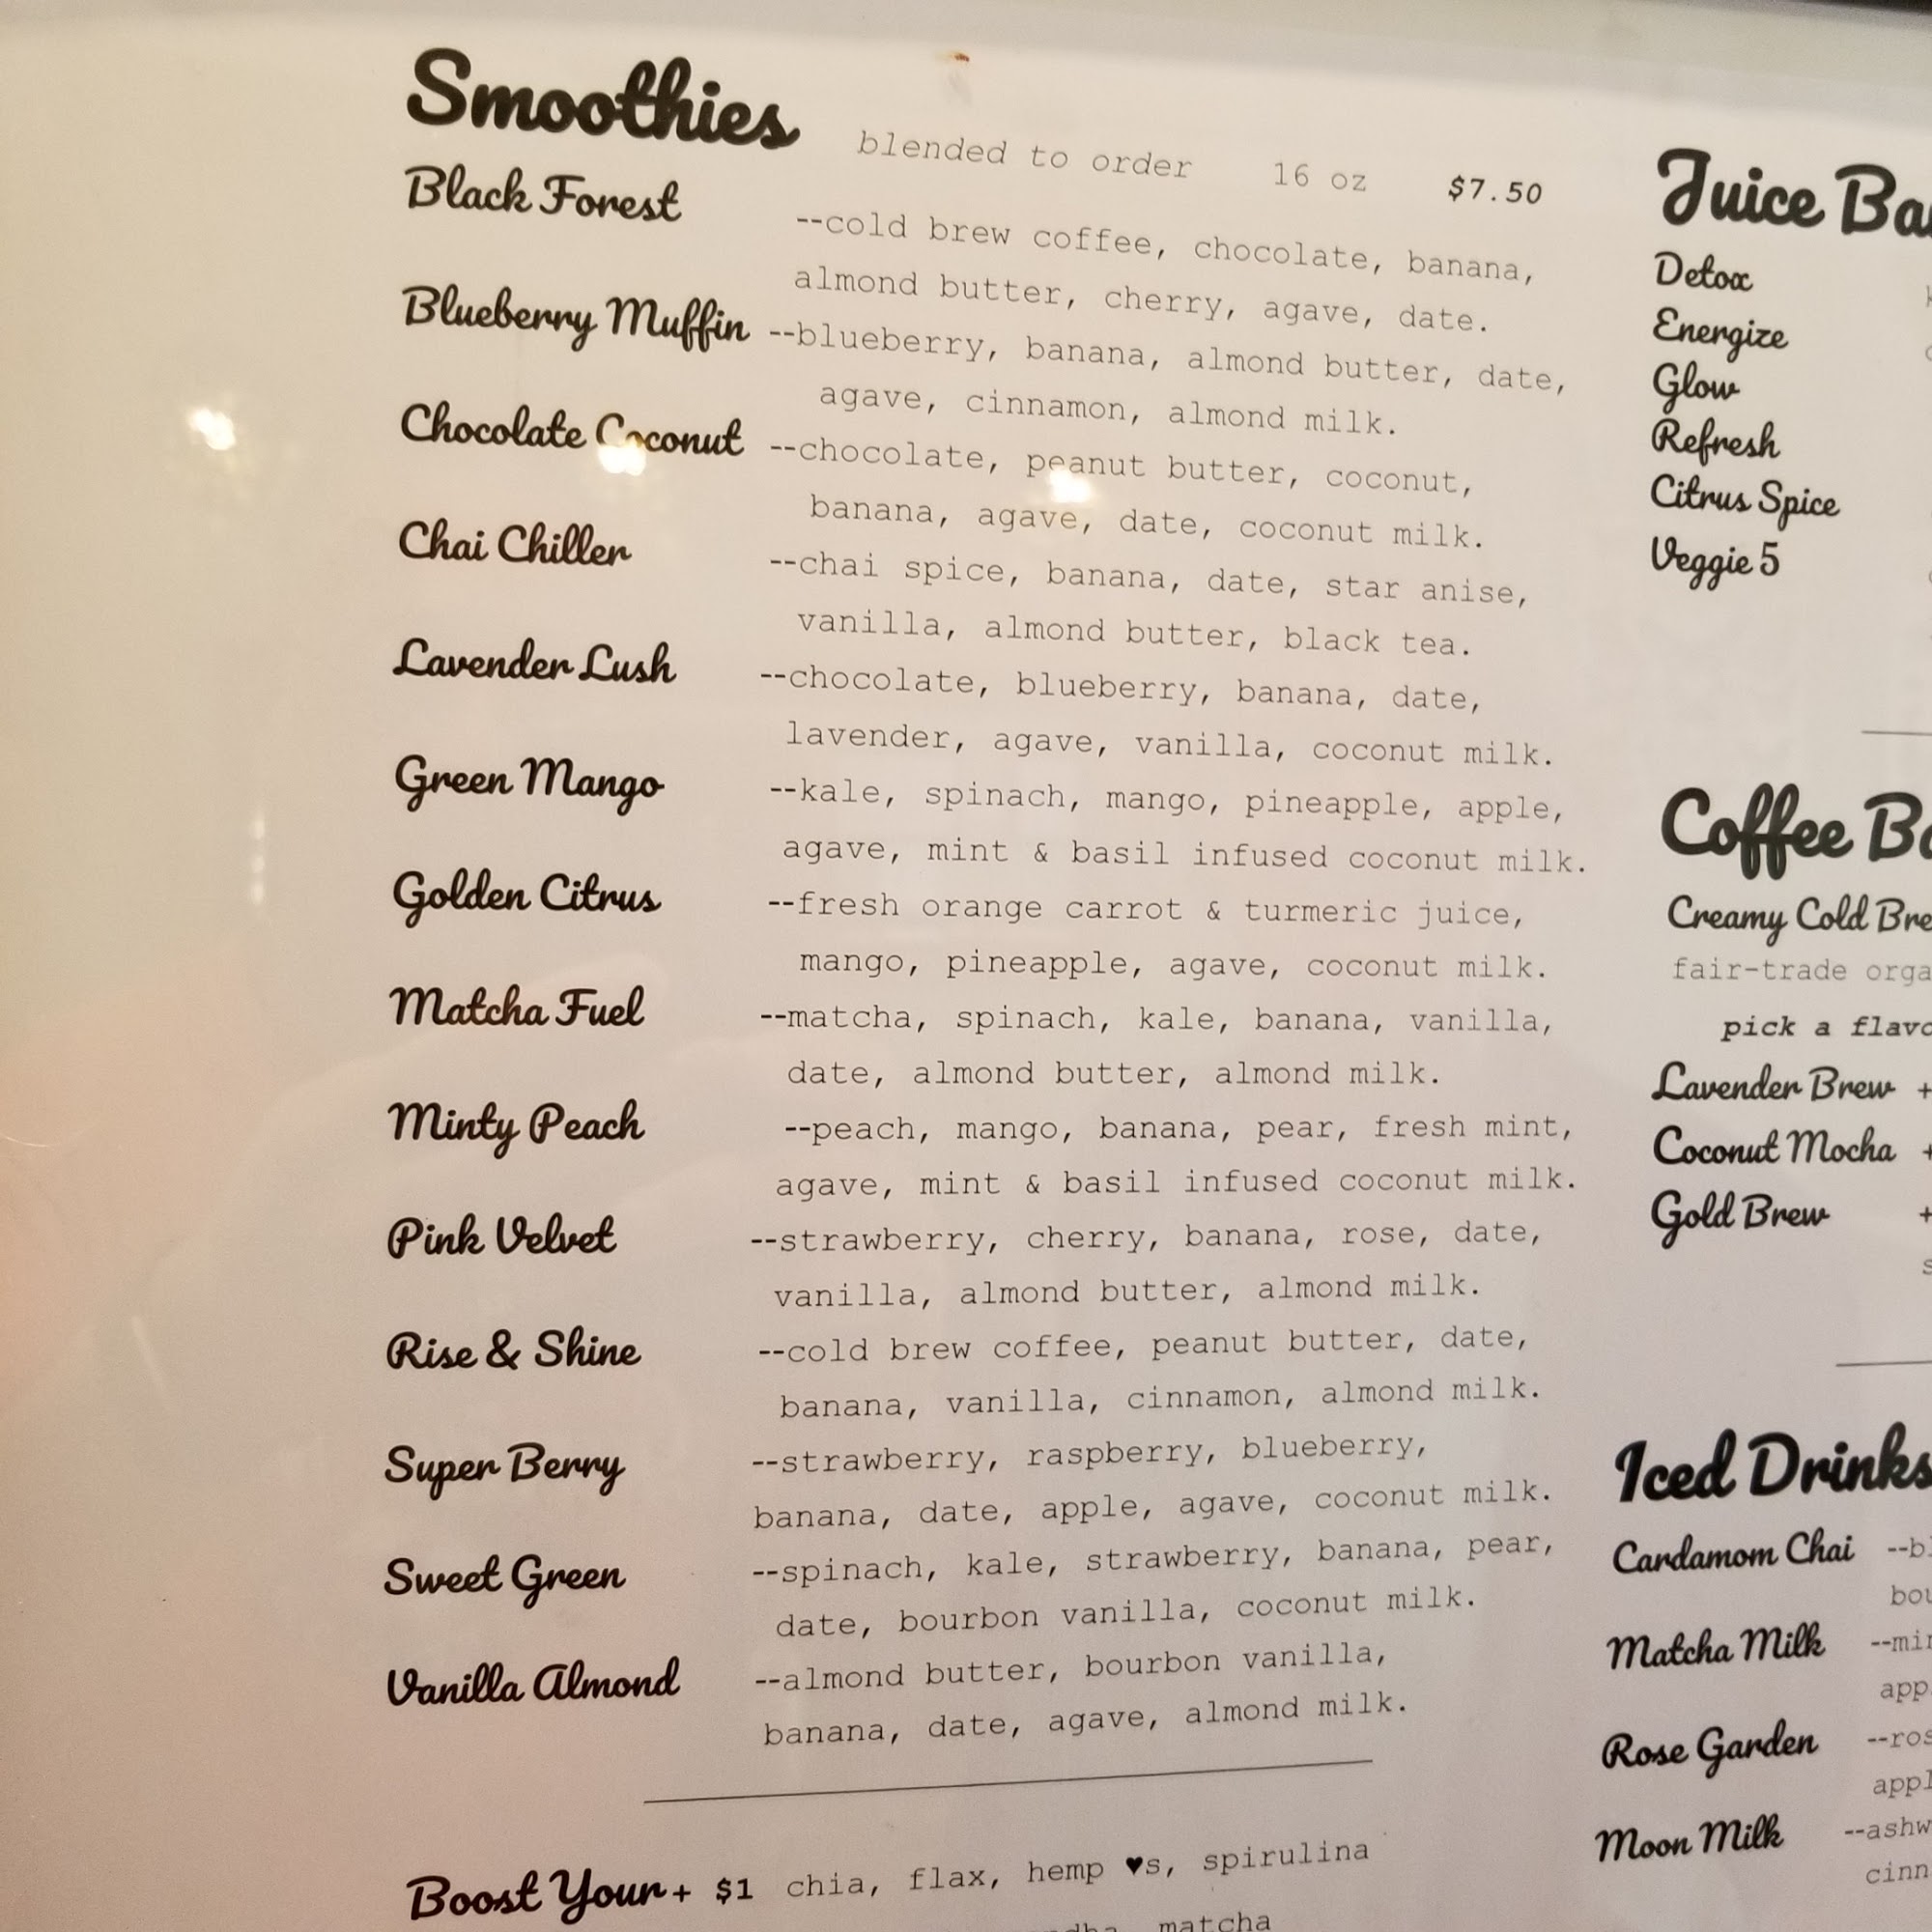 Smoothies blended to order 16 oz $7.50
Black Forest --cold brew coffee, chocolate, banana,
almond butter, cherry, agave, date.
Blueberry Muffin --blueberry, banana, almond butter, date,
agave, cinnamon, almond milk.
Chocolate Coconut --chocolate, peanut butter, coconut,
banana, agave, date, coconut milk.
Chai Chiller --chai spice, banana, date, star anise,
vanilla, almond butter, black tea.
Lavender Lush --chocolate, blueberry, banana, date,
lavender, agave, vanilla, coconut milk.
Green Mango --kale, spinach, mango, pineapple, apple,
agave, mint & basil infused coconut milk.
Golden Citrus --fresh orange carrot & turmeric juice,
mango, pineapple, agave, coconut milk.
Matcha Fuel --matcha, spinach, kale, banana, vanilla,
date, almond butter, almond milk.
Minty Peach --peach, mango, banana, pear, fresh mint,
agave, mint & basil infused coconut milk.
Pink Velvet --strawberry, cherry, banana, rose, date,
vanilla, almond butter, almond milk.
Rise & Shine --cold brew coffee, peanut butter, date,
banana, vanilla, cinnamon, almond milk.
Super Berry --strawberry, raspberry, blueberry,
banana, date, apple, agave, coconut milk.
Sweet Green --spinach, kale, strawberry, banana, pear,
date, bourbon vanilla, coconut milk.
Vanilla Almond --almond butter, bourbon vanilla,
banana, date, agave, almond milk.
Boost Your + $1 chia, flax, hemp ♥s, spirulina
matcha
Juice
Detox
Energize
Glow
Refresh
Citrus Spice
Veggie 5
Coffee
Creamy Cold
fair-trade
pick a
Lavender Brew +
Coconut Mocha +
Gold Brew +
Iced Drinks
Cardamom Chai
Matcha Milk
Rose Garden
Moon Milk